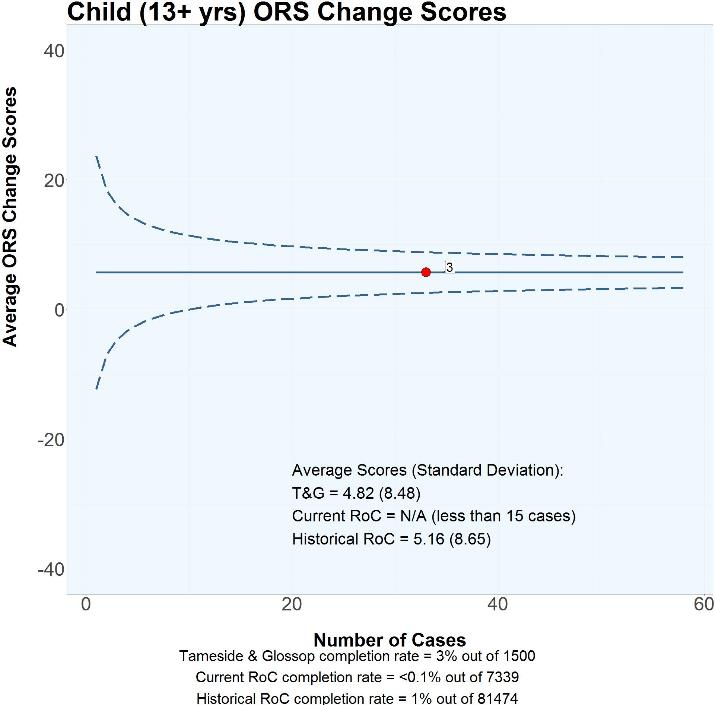 Child (13+ yrs) ORS Change Scores
Average ORS Change Scores
40
20
0
-20
-40
3
Average Scores (Standard Deviation):
T&G = 4.82 (8.48)
Current RoC = N/A (less than 15 cases)
Historical RoC = 5.16 (8.65)
0 20 40 60
Number of Cases
Tameside & Glossop completion rate = 3% out of 1500
Current RoC completion rate = <0.1% out of 7339
Historical RoC completion rate = 1% out of 81474